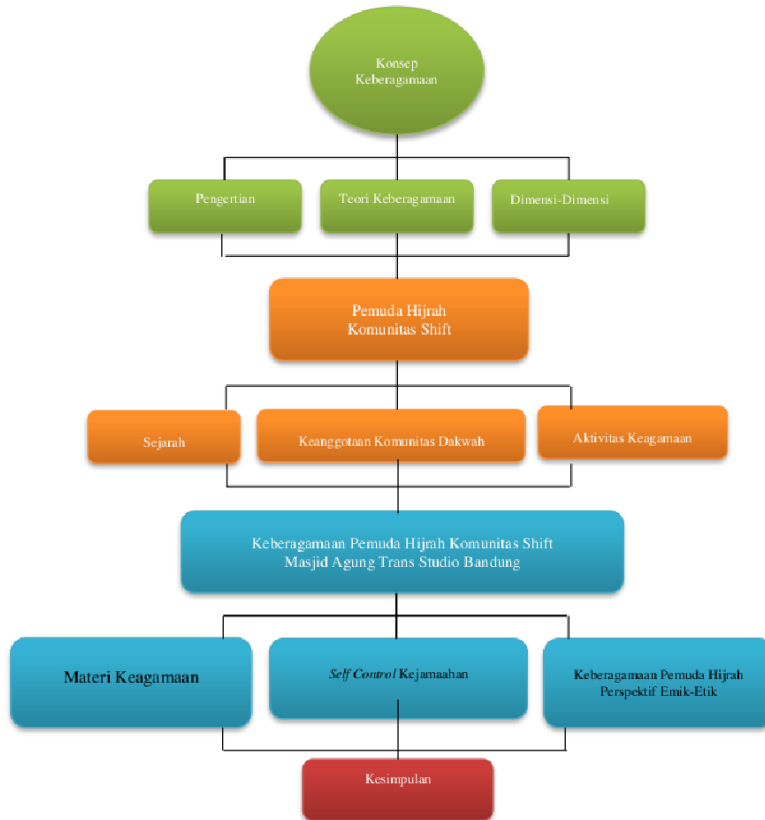 Konsep
Keberagamaan
Pengertian
Teori Keberagamaan
Dimensi-Dimensi
Pemuda Hijrah
Komunitas Shift
Sejarah
Keanggotaan Komunitas Dakwah
Aktivitas Keagamaan
Keberagamaan Pemuda Hijrah Komunitas Shift
Masjid Agung Trans Studio Bandung
Materi Keagamaan
Self Control Kejamaahan
Keberagamaan Pemuda Hijrah
Perspektif Emik-Etik
Kesimpulan